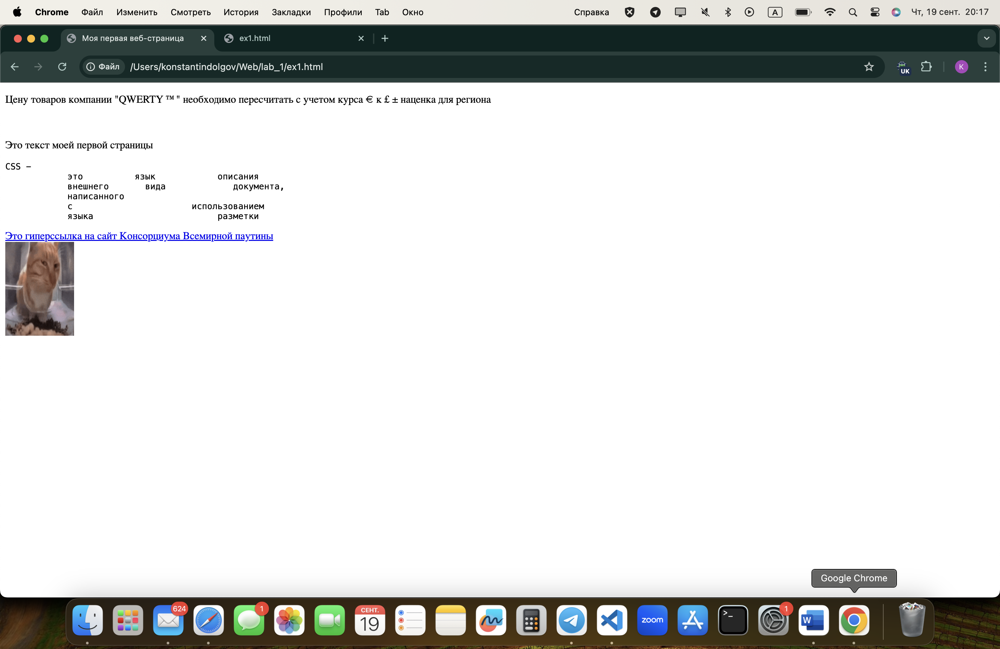 Chrome Файл Изменить Смотреть История Закладки Профили Tab Окно Справка A Чт, 19 сент. 20:17
Моя первая веб-страница ex1.html
Файл /Users/konstantindolgov/Web/lab_1/ex1.html UK K
Цену товаров компании "QWERTY ™ " необходимо пересчитать с учетом курса € к £ ± наценка для региона
Это текст моей первой страницы
CSS –
это язык описания
внешнего вида документа,
написанного
с использованием
языка разметки
Это гиперссылка на сайт Консорциума Всемирной паутины
Google Chrome
624 1 СЕНТ. 19 zoom >_ 1 W